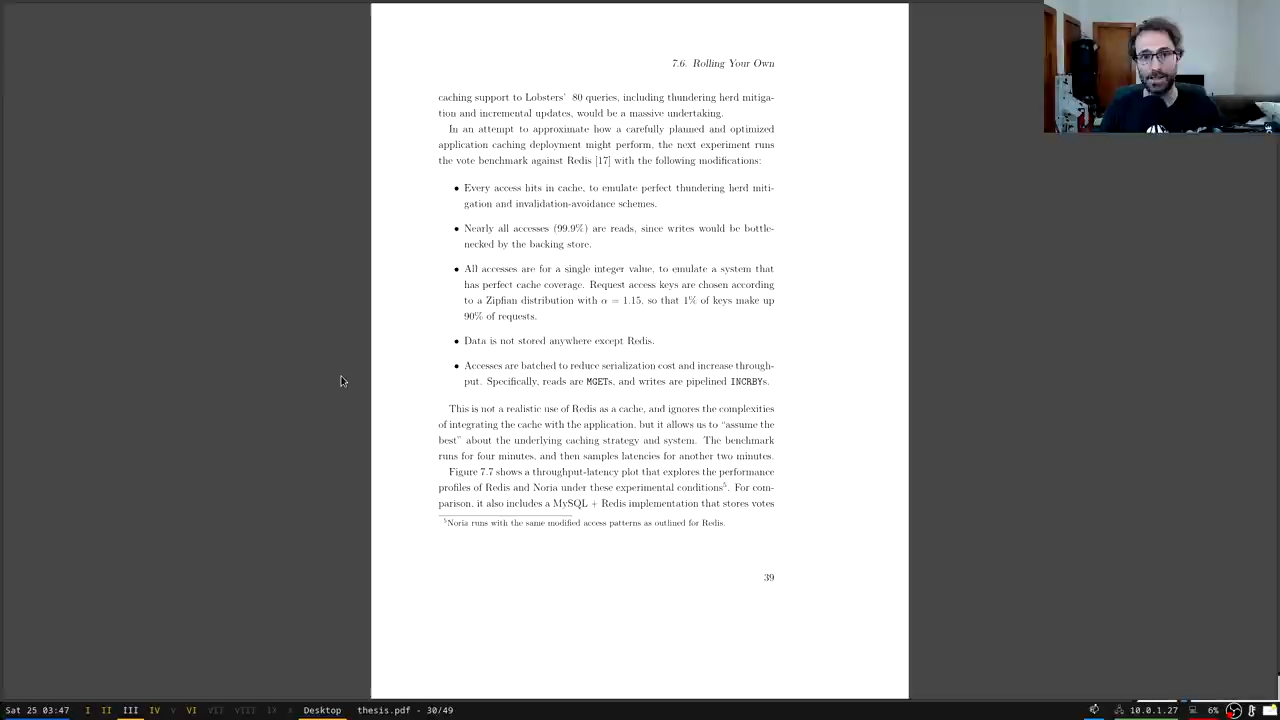 7.6. Rolling Your Own
caching support to Lobsters' 80 queries, including thundering herd mitiga-
tion and incremental updates, would be a massive undertaking.
In an attempt to approximate how a carefully planned and optimized
application caching deployment might perform, the next experiment runs
the vote benchmark against Redis [17] with the following modifications:
• Every access hits in cache, to emulate perfect thundering herd miti-
gation and invalidation-avoidance schemes.
• Nearly all accesses (99.9%) are reads, since writes would be bottle-
necked by the backing store.
• All accesses are for a single integer value, to emulate a system that
has perfect cache coverage. Request access keys are chosen according
to a Zipfian distribution with α = 1.15, so that 1% of keys make up
90% of requests.
• Data is not stored anywhere except Redis.
• Accesses are batched to reduce serialization cost and increase through-
put. Specifically, reads are MGETs, and writes are pipelined INCRBYs.
This is not a realistic use of Redis as a cache, and ignores the complexities
of integrating the cache with the application, but it allows us to “assume the
best” about the underlying caching strategy and system. The benchmark
runs for four minutes, and then samples latencies for another two minutes.
Figure 7.7 shows a throughput-latency plot that explores the performance
profiles of Redis and Noria under these experimental conditions⁵. For com-
parison, it also includes a MySQL + Redis implementation that stores votes
⁵Noria runs with the same modified access patterns as outlined for Redis.
39
Sat 25 03:47 I II III IV V VI VII VIII IX X Desktop thesis.pdf - 30/49 10.0.1.27 6%